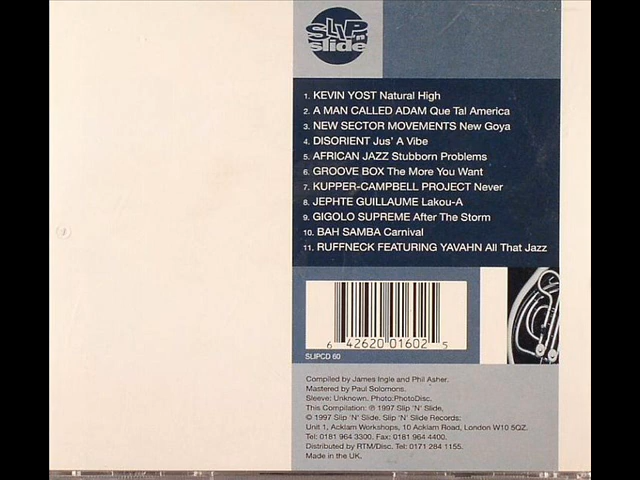 SLIP
'n'
slide
1. KEVIN YOST Natural High
2. A MAN CALLED ADAM Que Tal America
3. NEW SECTOR MOVEMENTS New Goya
4. DISORIENT Jus' A Vibe
5. AFRICAN JAZZ Stubborn Problems
6. GROOVE BOX The More You Want
7. KUPPER-CAMPBELL PROJECT Never
8. JEPHTE GUILLAUME Lakou-A
9. GIGOLO SUPREME After The Storm
10. BAH SAMBA Carnival
11. RUFFNECK FEATURING YAVAHN All That Jazz
6 42620 01602 5
SLIPCD 60
Compiled by James Ingle and Phil Asher.
Mastered by Paul Solomons.
Sleeve: Unknown. Photo:PhotoDisc.
This Compilation: ℗ 1997 Slip 'N' Slide,
© 1997 Slip 'N' Slide. Slip 'N' Slide Records:
Unit 1, Acklam Workshops, 10 Acklam Road, London W10 5QZ.
Tel: 0181 964 3300. Fax: 0181 964 4400.
Distributed by RTM/Disc. Tel: 0171 284 1155.
Made in the UK.